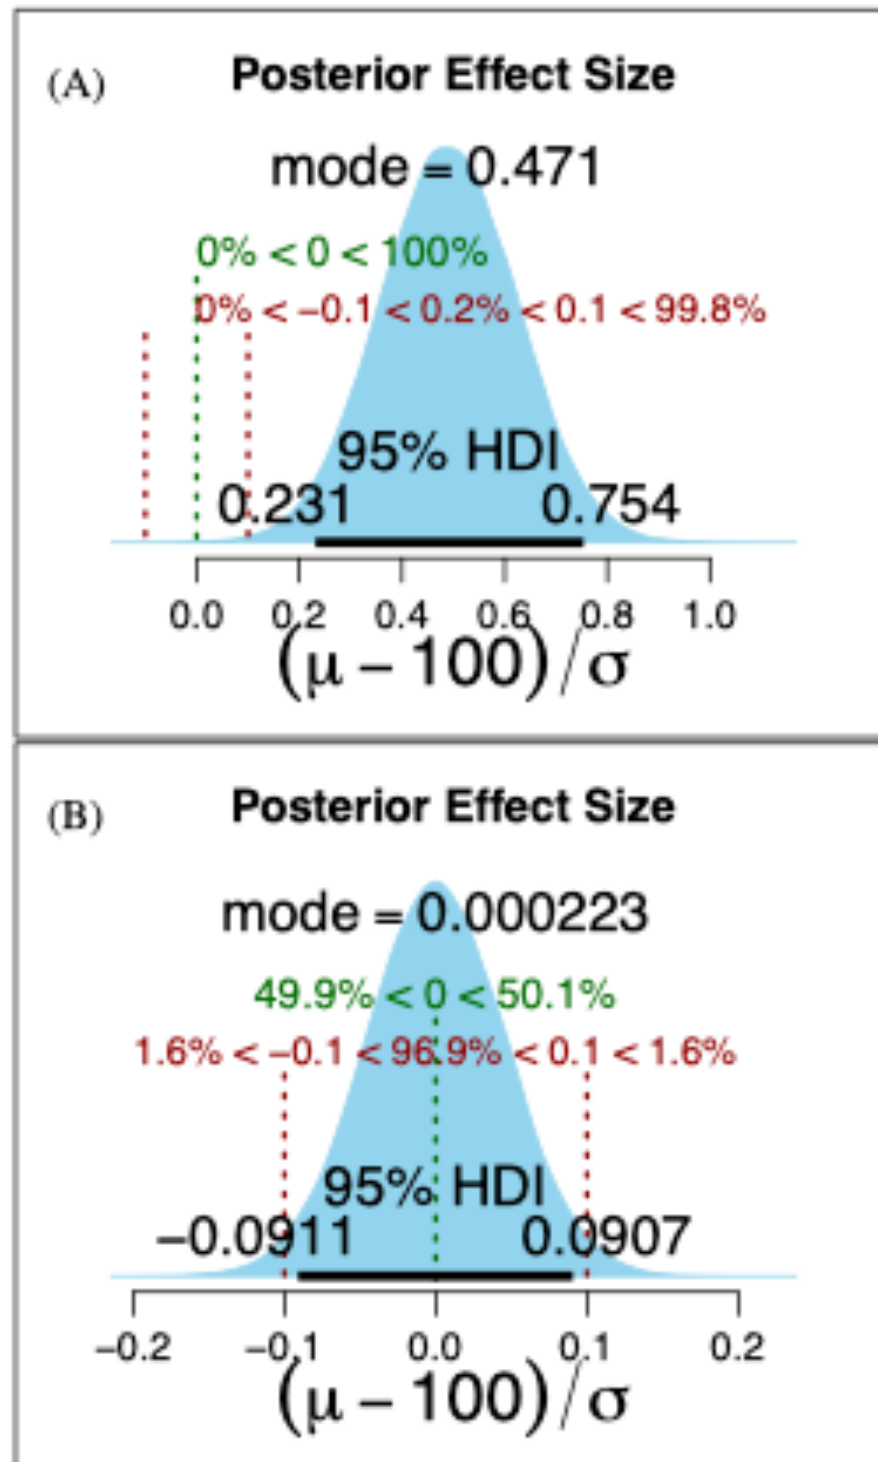 (A) Posterior Effect Size
mode = 0.471
0% < 0 < 100%
0% < −0.1 < 0.2% < 0.1 < 99.8%
95% HDI
0.231 0.754
0.0 0.2 0.4 0.6 0.8 1.0
(μ − 100)/σ
(B) Posterior Effect Size
mode = 0.000223
49.9% < 0 < 50.1%
1.6% < −0.1 < 96.9% < 0.1 < 1.6%
95% HDI
−0.0911 0.0907
−0.2 −0.1 0.0 0.1 0.2
(μ − 100)/σ